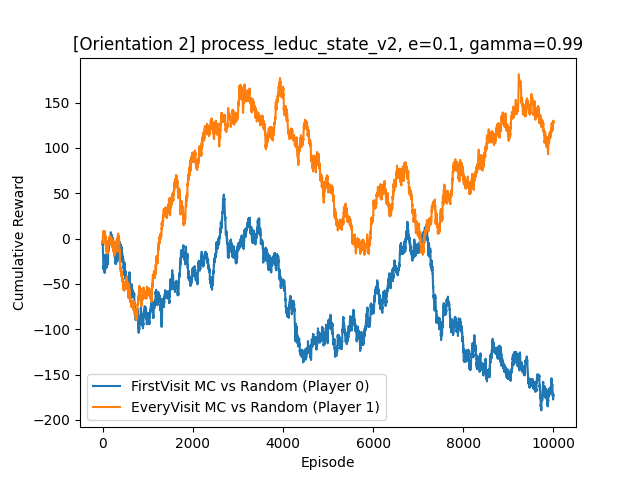 [Orientation 2] process_leduc_state_v2, e=0.1, gamma=0.99
150
100
50
0
−50
−100
−150
−200
Cumulative Reward
FirstVisit MC vs Random (Player 0)
EveryVisit MC vs Random (Player 1)
0 2000 4000 6000 8000 10000
Episode